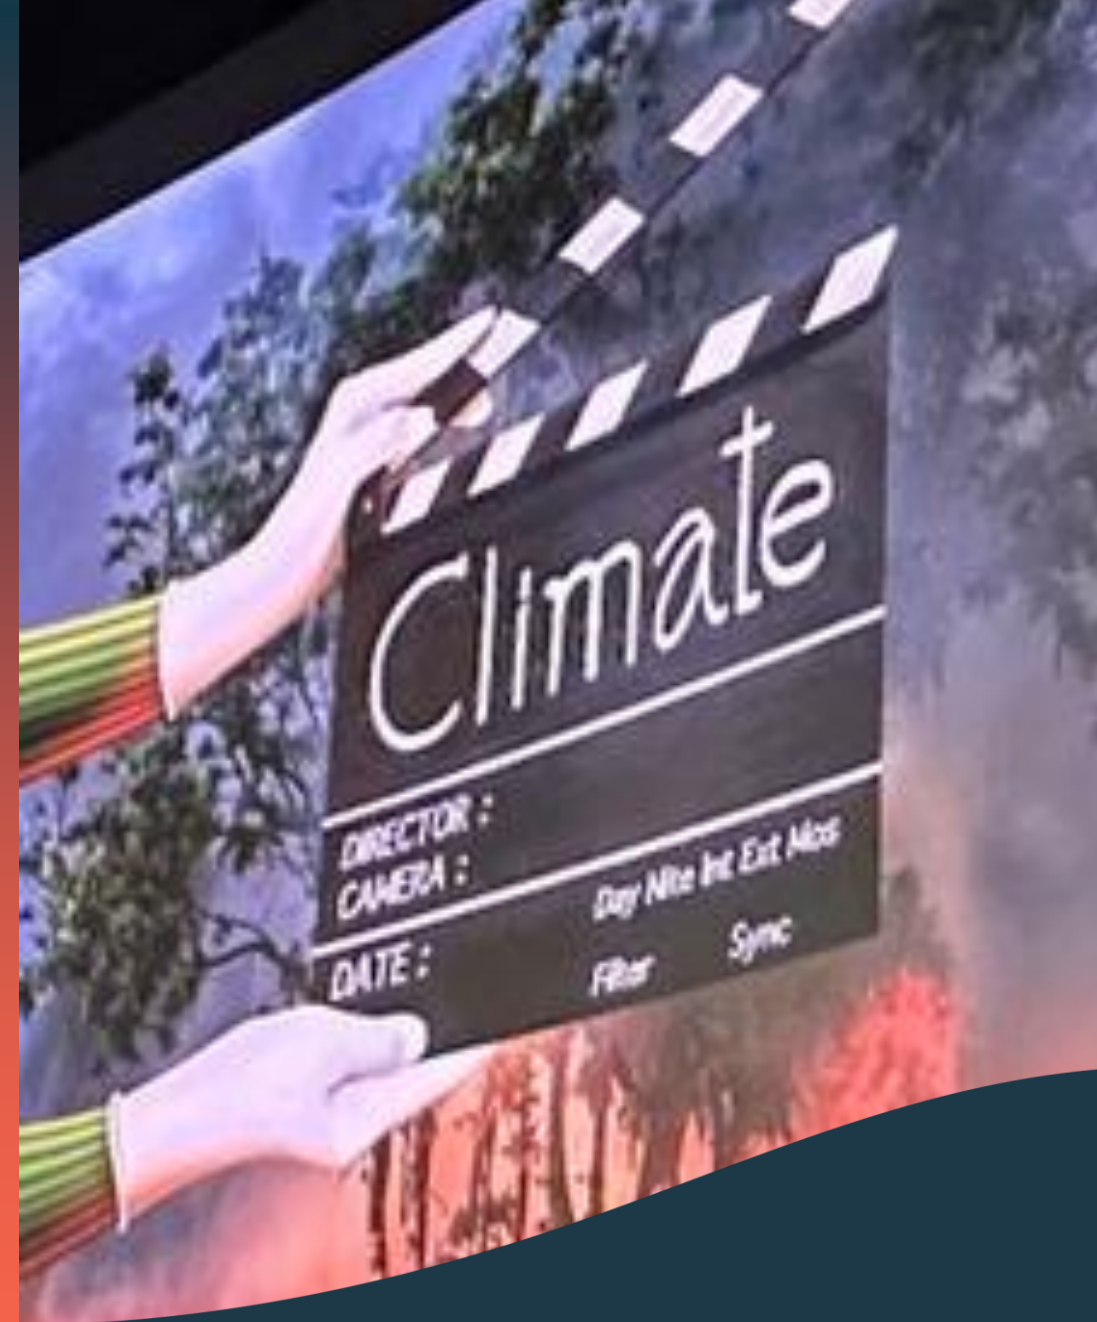 Climate
DIRECTOR :
CAMERA :
Day Nite Int Ext Mos
DATE :
Filter Sync